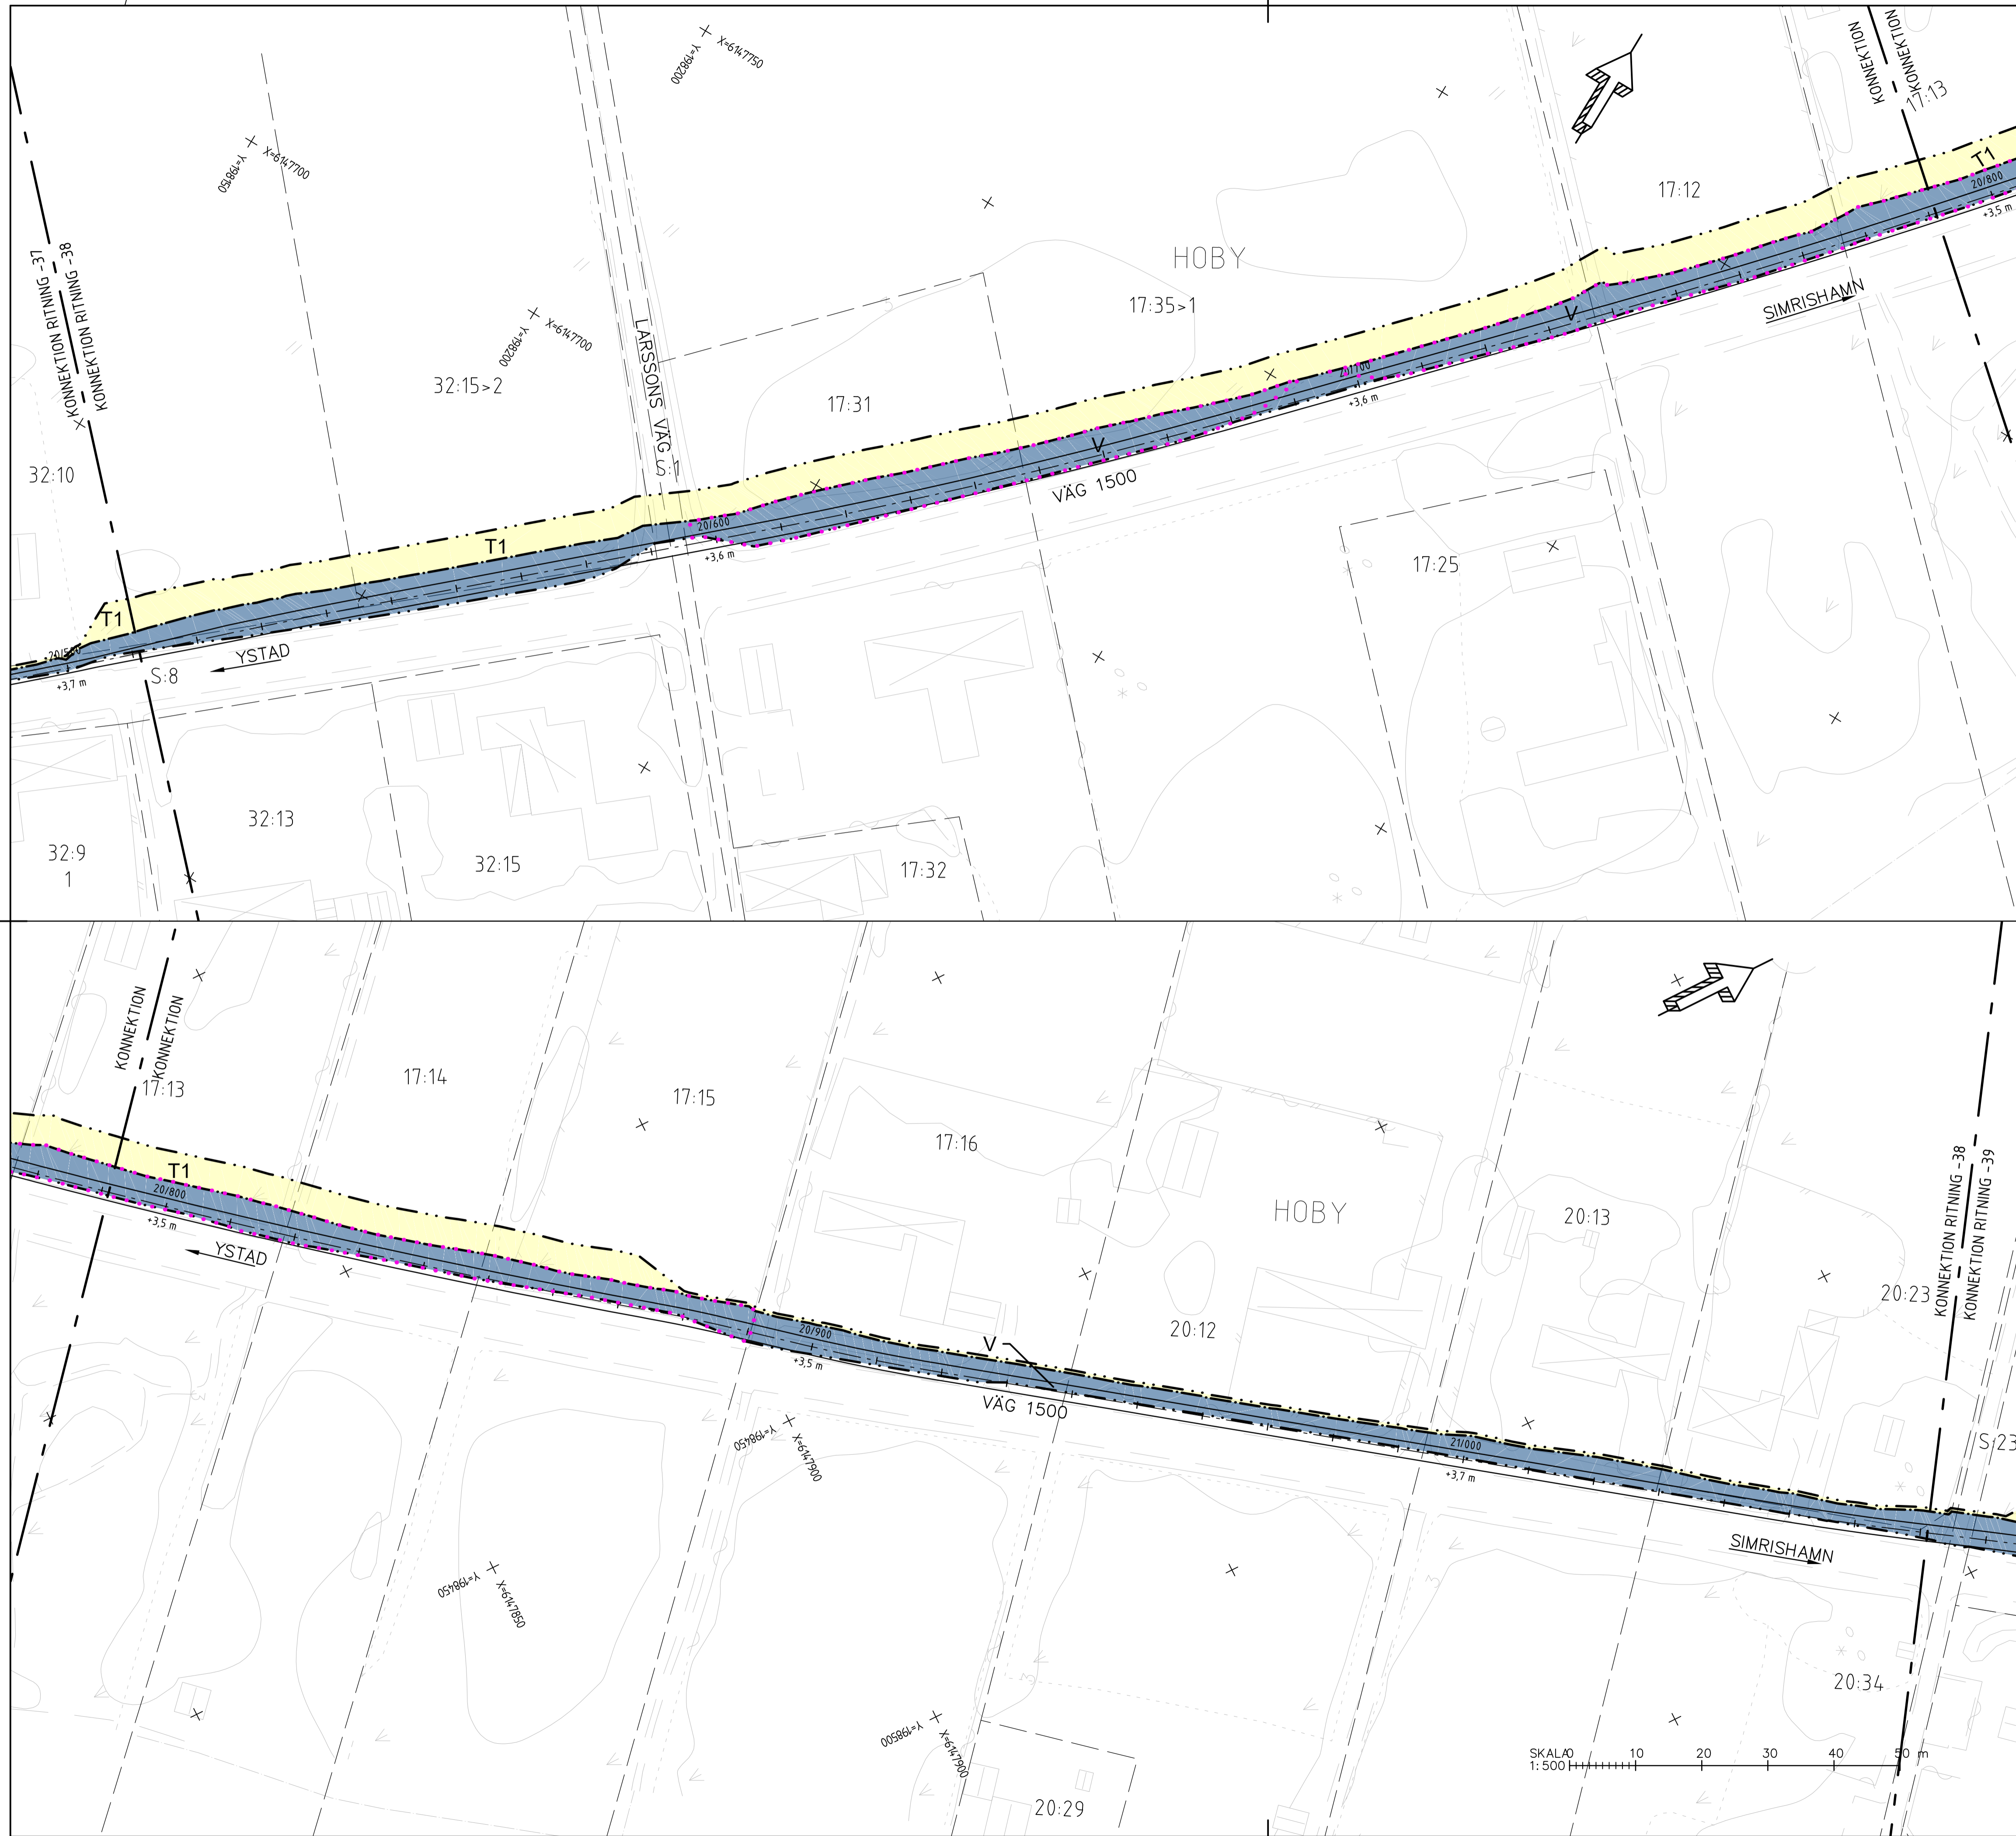 KONNEKTION
KONNEKTION
17:13
X=6147750
Y=198200
X=6147700
Y=198150
17:12
T1
20/800
+3,5 m
HOBY
KONNEKTION RITNING -37
KONNEKTION RITNING -38
17:35>1
SIMRISHAMN
V
X=6147700
Y=198200
LARSSONS VÄG
32:15>2
20/700
+3,6 m
17:31
V
S:1
32:10
VÄG 1500
20/600
+3,6 m
T1
17:25
T1
YSTAD
S:8
+3,7 m
32:13
32:9
1
32:15
17:32
KONNEKTION
KONNEKTION
17:13
17:14
17:15
17:16
T1
20/800
+3,5 m
YSTAD
HOBY
20:13
KONNEKTION RITNING -38
KONNEKTION RITNING -39
20:23
20:12
20/900
+3,5 m
V
VÄG 1500
X=6147900
Y=198450
21/000
+3,7 m
S:23
SIMRISHAMN
X=6147850
Y=198450
20:34
X=6147900
Y=198500
SKALA
1:500
0 10 20 30 40 50 m
20:29